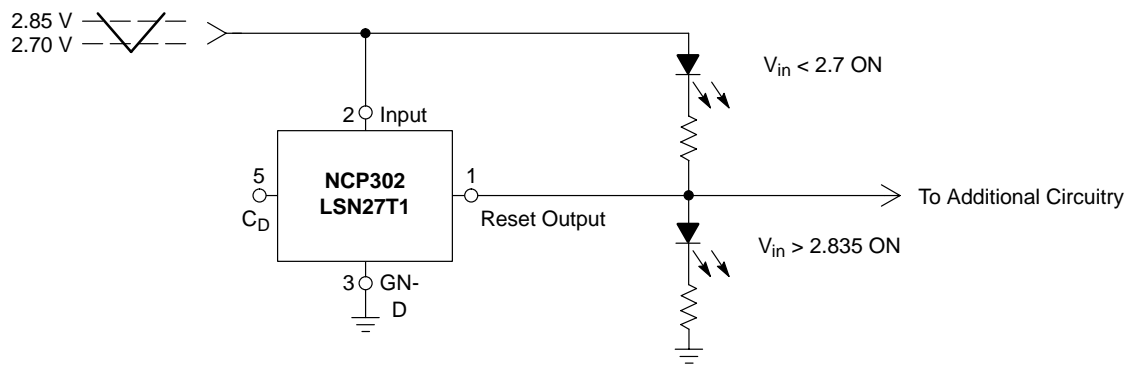 2.85 V
2.70 V
Vin < 2.7 ON
2 Input
NCP302
LSN27T1
5
CD
1
Reset Output
To Additional Circuitry
Vin > 2.835 ON
3 GN-
D